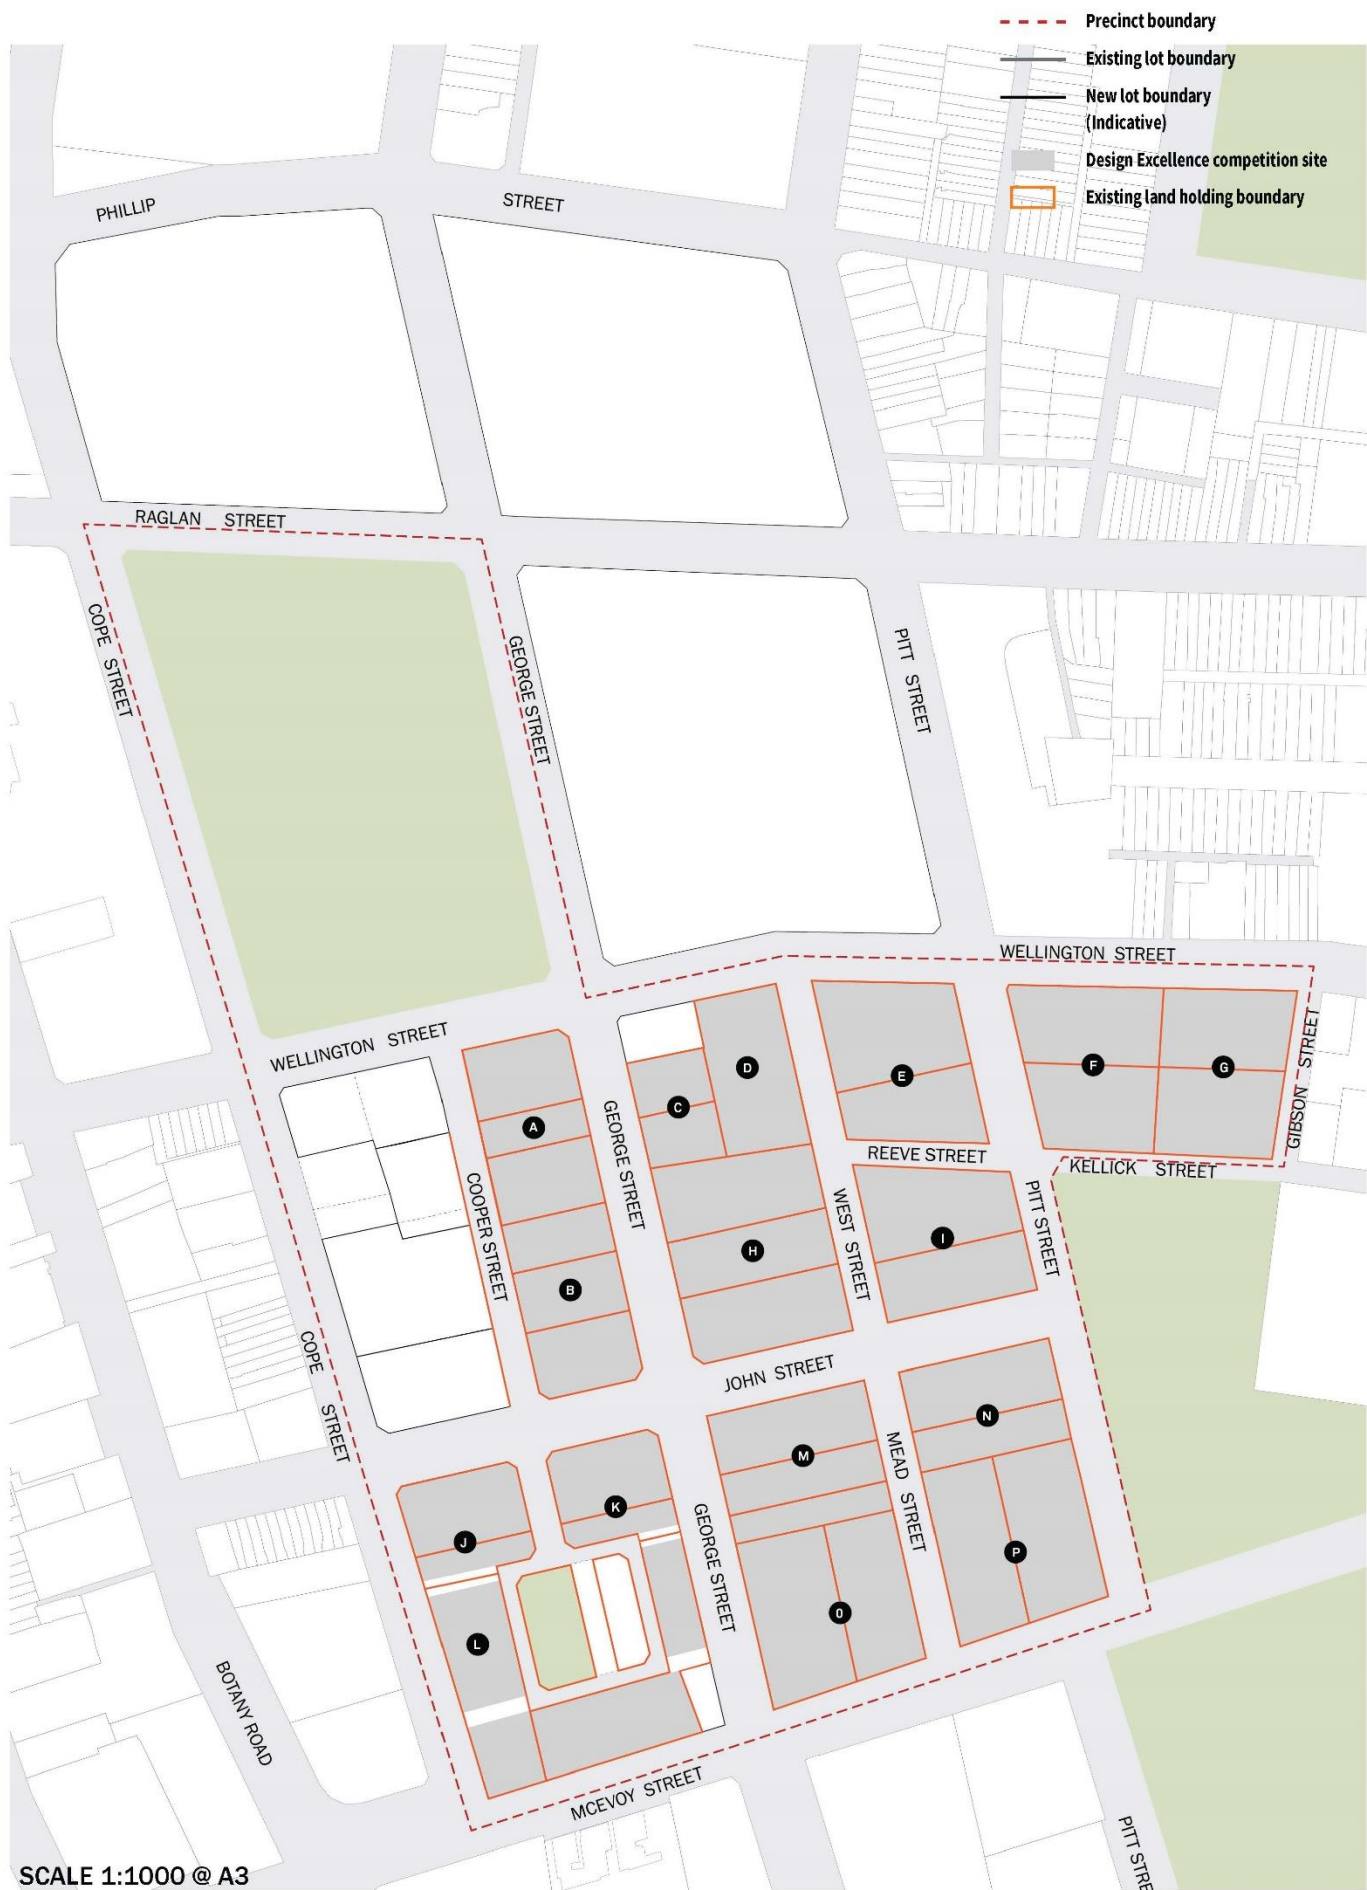 Precinct boundary
Existing lot boundary
New lot boundary
(Indicative)
Design Excellence competition site
Existing land holding boundary
PHILLIP
STREET
RAGLAN STREET
COPE STREET
GEORGE STREET
PITT STREET
WELLINGTON STREET
WELLINGTON STREET
GIBSON STREET
D
F
G
E
C
A
GEORGE STREET
REEVE STREET
KELLICK STREET
COOPER STREET
WEST STREET
PITT STREET
I
H
B
COPE STREET
JOHN STREET
N
M
MEAD STREET
K
J
GEORGE STREET
P
O
L
BOTANY ROAD
MCEVOY STREET
PITT STRE
SCALE 1:1000 @ A3